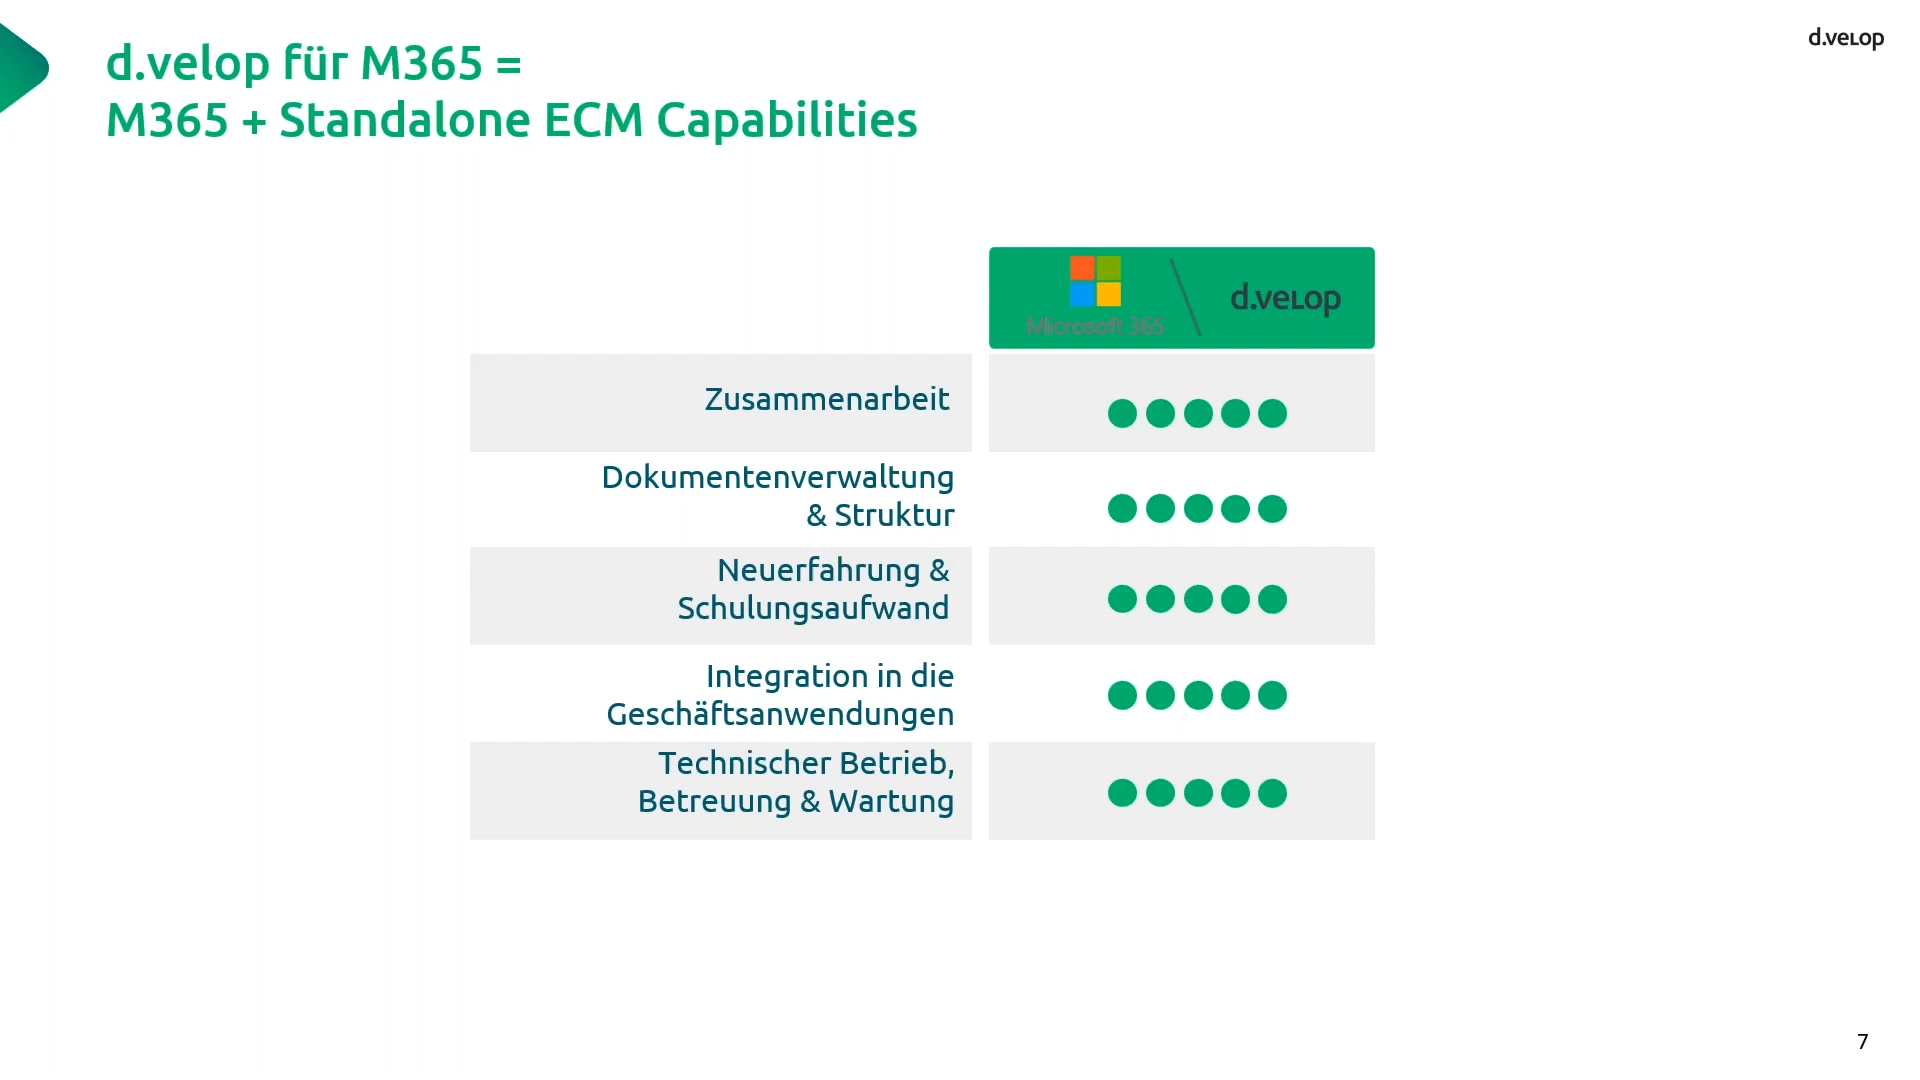 d.velop für M365 =
M365 + Standalone ECM Capabilities
d.velop
Microsoft 365
d.velop
Zusammenarbeit
Dokumentenverwaltung
& Struktur
Neuerfahrung &
Schulungsaufwand
Integration in die
Geschäftsanwendungen
Technischer Betrieb,
Betreuung & Wartung
7